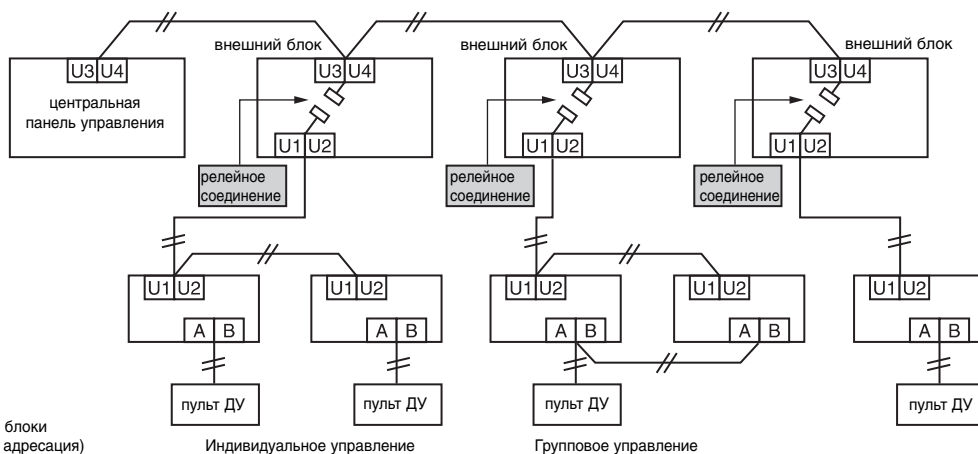 внешний блок
внешний блок
внешний блок
U3 U4
U3 U4
U3 U4
U3 U4
центральная
панель управления
U1 U2
U1 U2
U1 U2
релейное
соединение
релейное
соединение
релейное
соединение
U1 U2
U1 U2
U1 U2
U1 U2
U1 U2
A B
A B
A B
A B
A B
пульт ДУ
пульт ДУ
пульт ДУ
пульт ДУ
блоки
адресация)
Индивидуальное управление
Групповое управление